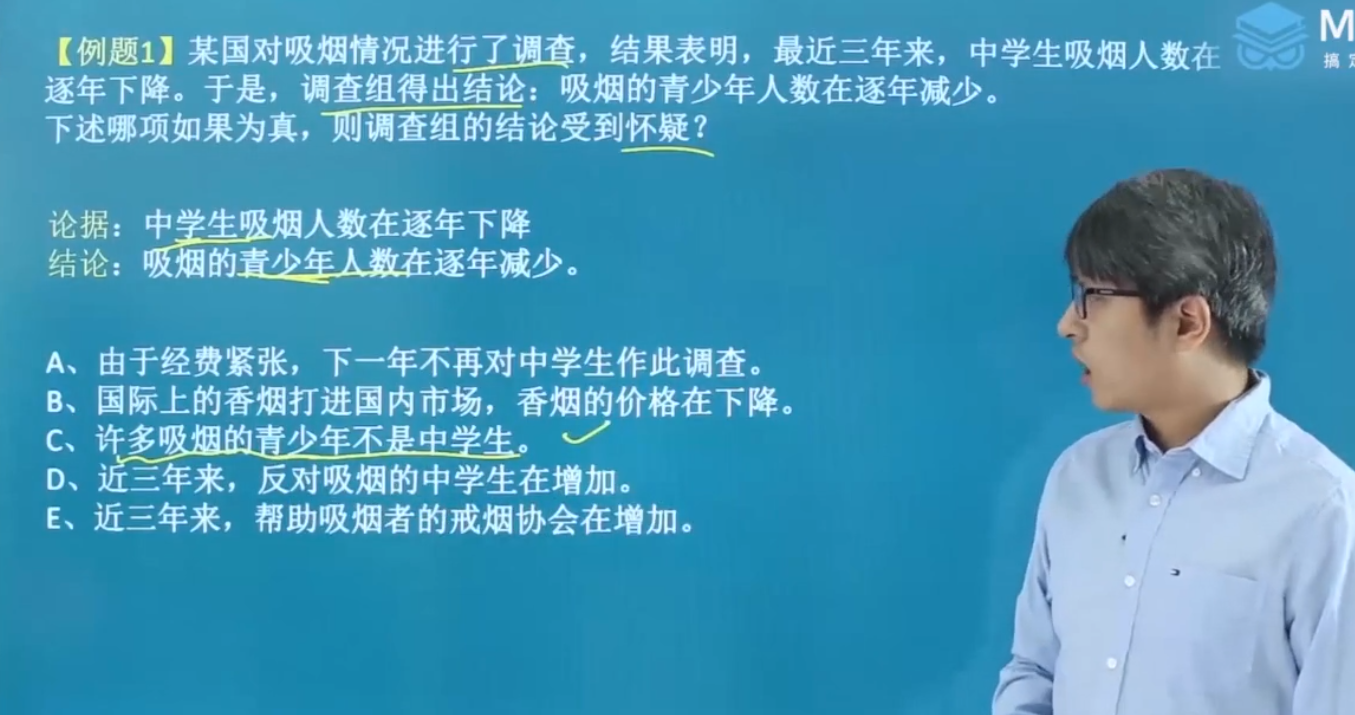 【例题1】某国对吸烟情况进行了调查，结果表明，最近三年来，中学生吸烟人数在
逐年下降。于是，调查组得出结论：吸烟的青少年人数在逐年减少。
下述哪项如果为真，则调查组的结论受到怀疑？
论据：中学生吸烟人数在逐年下降
结论：吸烟的青少年人数在逐年减少。
A、由于经费紧张，下一年不再对中学生作此调查。
B、国际上的香烟打进国内市场，香烟的价格在下降。
C、许多吸烟的青少年不是中学生。
D、近三年来，反对吸烟的中学生在增加。
E、近三年来，帮助吸烟者的戒烟协会在增加。
M
搞定